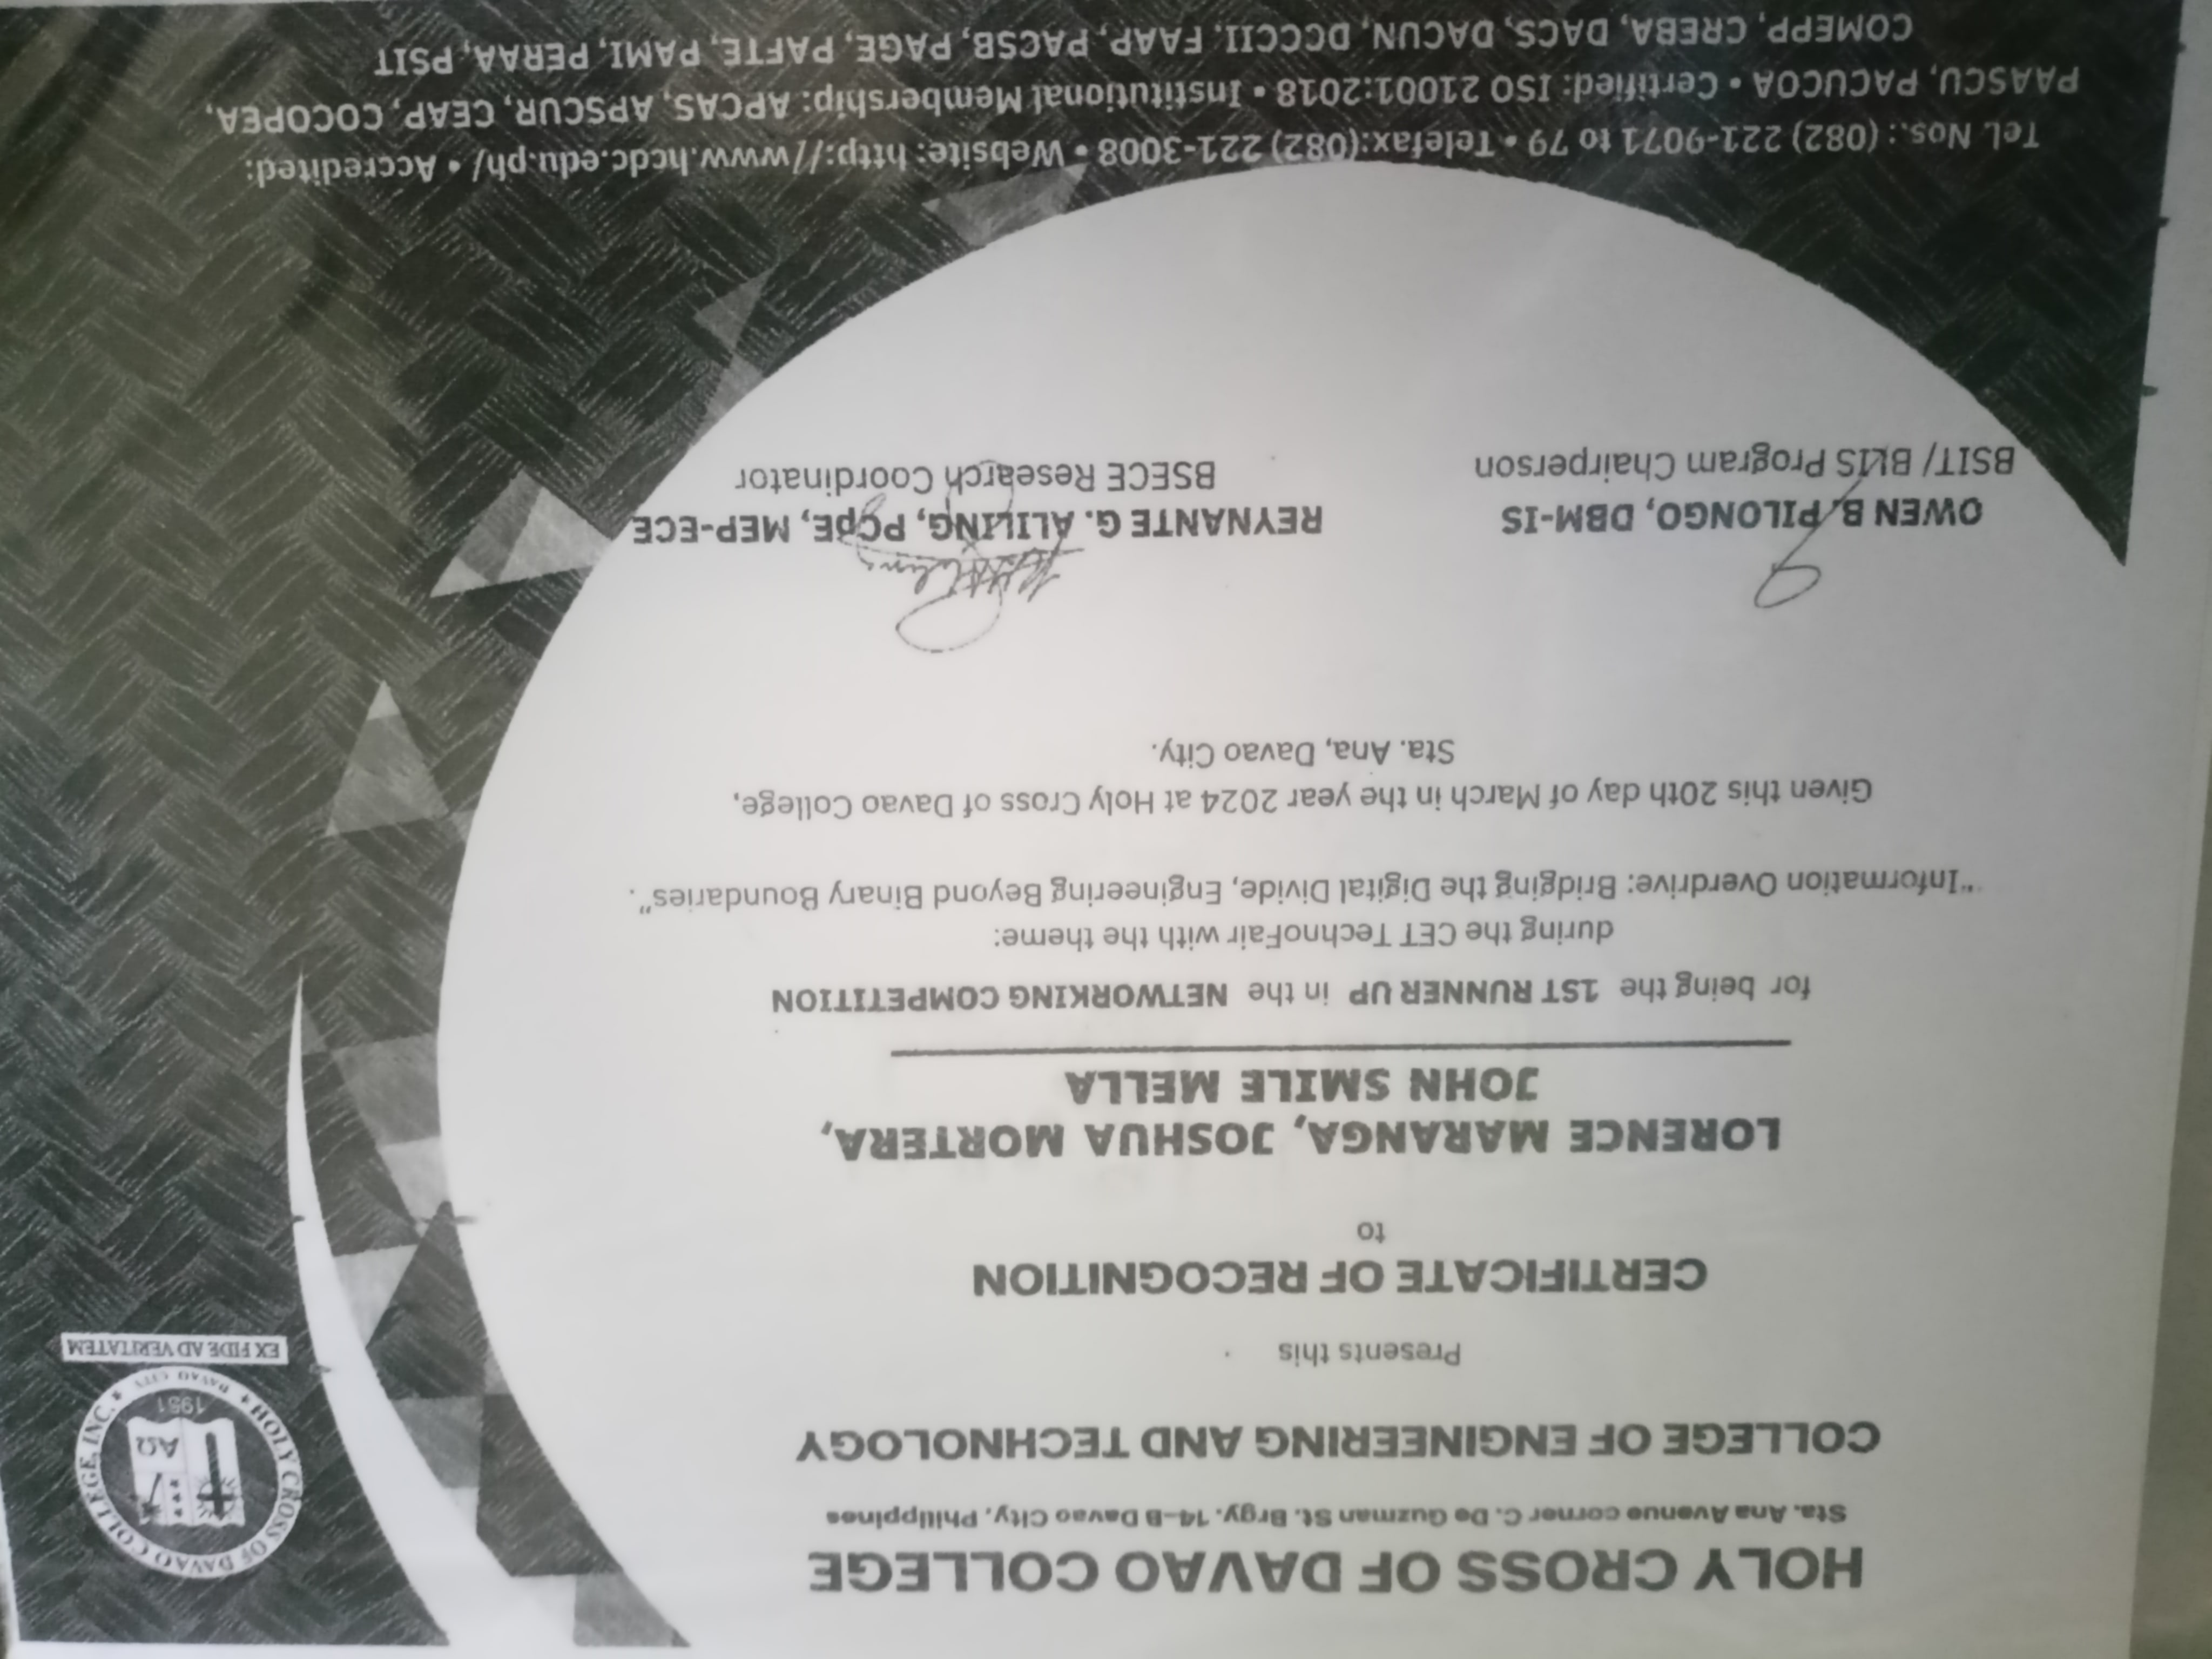 HOLY CROSS OF DAVAO COLLEGE
Sta. Ana Avenue corner C. De Guzman St. Brgy. 14-B Davao City, Philippines
COLLEGE OF ENGINEERING AND TECHNOLOGY
HOLY CROSS OF DAVAO COLLEGE, INC.
ΑΩ
1951
DAVAO CITY
EX FIDE AD VERITATEM
Presents this
CERTIFICATE OF RECOGNITION
to
LORENCE MARANGA, JOSHUA MORTERA,
JOHN SMILE MELLA
for being the 1ST RUNNER UP in the NETWORKING COMPETITION
during the CET TechnoFair with the theme:
“Information Overdrive: Bridging the Digital Divide, Engineering Beyond Binary Boundaries”.
Given this 20th day of March in the year 2024 at Holy Cross of Davao College,
Sta. Ana, Davao City.
OWEN B. PILONGO, DBM-IS
BSIT/ BLIS Program Chairperson
REYNANTE G. ALILING, PCpE, MEP-ECE
BSECE Research Coordinator
Tel. Nos.: (082) 221-9071 to 79 • Telefax:(082) 221-3008 • Website: http://www.hcdc.edu.ph/ • Accredited:
PAASCU, PACUCOA • Certified: ISO 21001:2018 • Institutional Membership: APCAS, APSCUR, CEAP, COCOPEA,
COMEPP, CREBA, DACS, DACUN, DCCCII, FAAP, PACSB, PAGE, PAFTE, PAMI, PERAA, PSIT